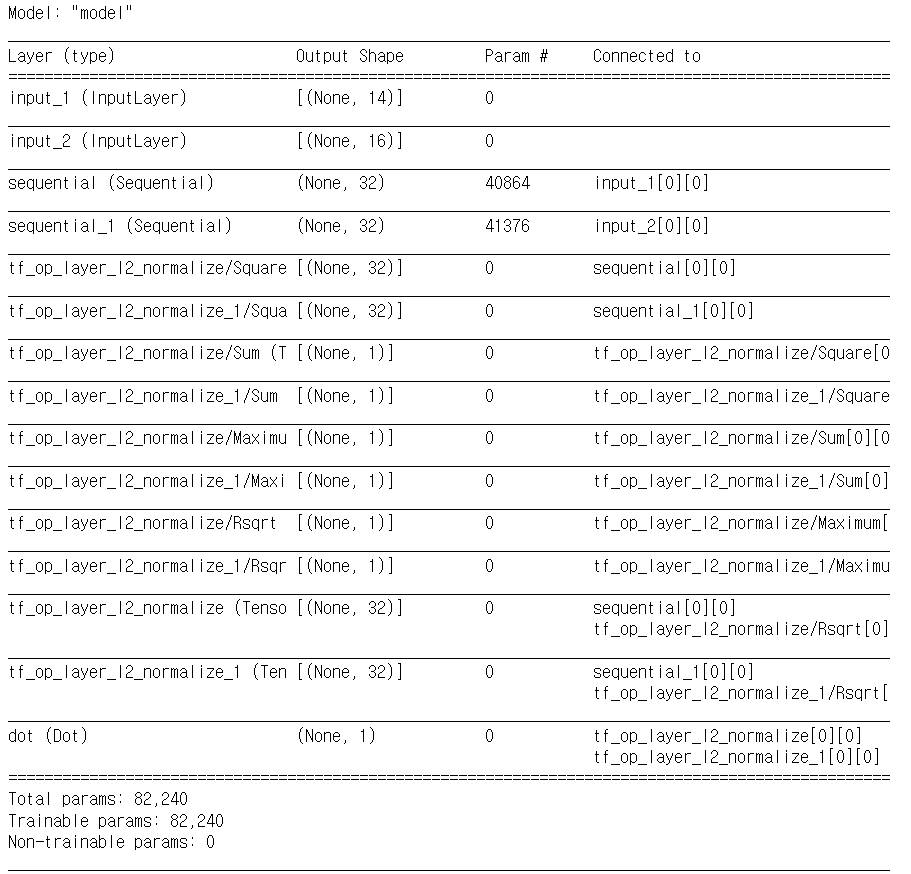 Model: "model"
Layer (type) Output Shape Param # Connected to
input_1 (InputLayer) [(None, 14)] 0
input_2 (InputLayer) [(None, 16)] 0
sequential (Sequential) (None, 32) 40864 input_1[0][0]
sequential_1 (Sequential) (None, 32) 41376 input_2[0][0]
tf_op_layer_l2_normalize/Square [(None, 32)] 0 sequential[0][0]
tf_op_layer_l2_normalize_1/Squa [(None, 32)] 0 sequential_1[0][0]
tf_op_layer_l2_normalize/Sum (T [(None, 1)] 0 tf_op_layer_l2_normalize/Square[0
tf_op_layer_l2_normalize_1/Sum [(None, 1)] 0 tf_op_layer_l2_normalize_1/Square
tf_op_layer_l2_normalize/Maximu [(None, 1)] 0 tf_op_layer_l2_normalize/Sum[0][0
tf_op_layer_l2_normalize_1/Maxi [(None, 1)] 0 tf_op_layer_l2_normalize_1/Sum[0]
tf_op_layer_l2_normalize/Rsqrt [(None, 1)] 0 tf_op_layer_l2_normalize/Maximum[
tf_op_layer_l2_normalize_1/Rsqr [(None, 1)] 0 tf_op_layer_l2_normalize_1/Maximu
tf_op_layer_l2_normalize (Tenso [(None, 32)] 0 sequential[0][0]
tf_op_layer_l2_normalize/Rsqrt[0]
tf_op_layer_l2_normalize_1 (Ten [(None, 32)] 0 sequential_1[0][0]
tf_op_layer_l2_normalize_1/Rsqrt[
dot (Dot) (None, 1) 0 tf_op_layer_l2_normalize[0][0]
tf_op_layer_l2_normalize_1[0][0]
Total params: 82,240
Trainable params: 82,240
Non-trainable params: 0